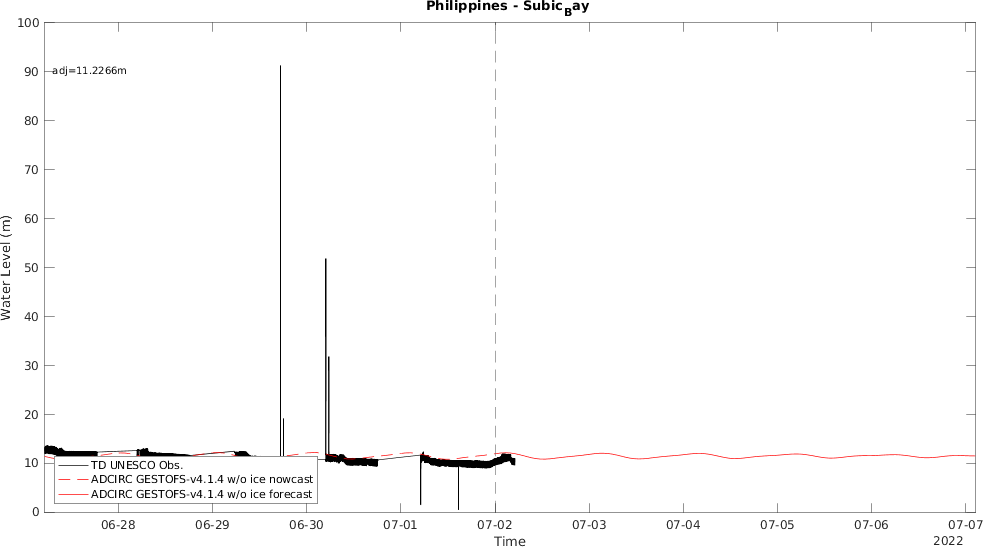 Philippines - Subic_Bay
100
90
80
70
60
50
40
30
20
10
0
adj=11.2266m
Water Level (m)
TD UNESCO Obs.
ADCIRC GESTOFS-v4.1.4 w/o ice nowcast
ADCIRC GESTOFS-v4.1.4 w/o ice forecast
06-28 06-29 06-30 07-01 07-02 07-03 07-04 07-05 07-06 07-07
Time
2022